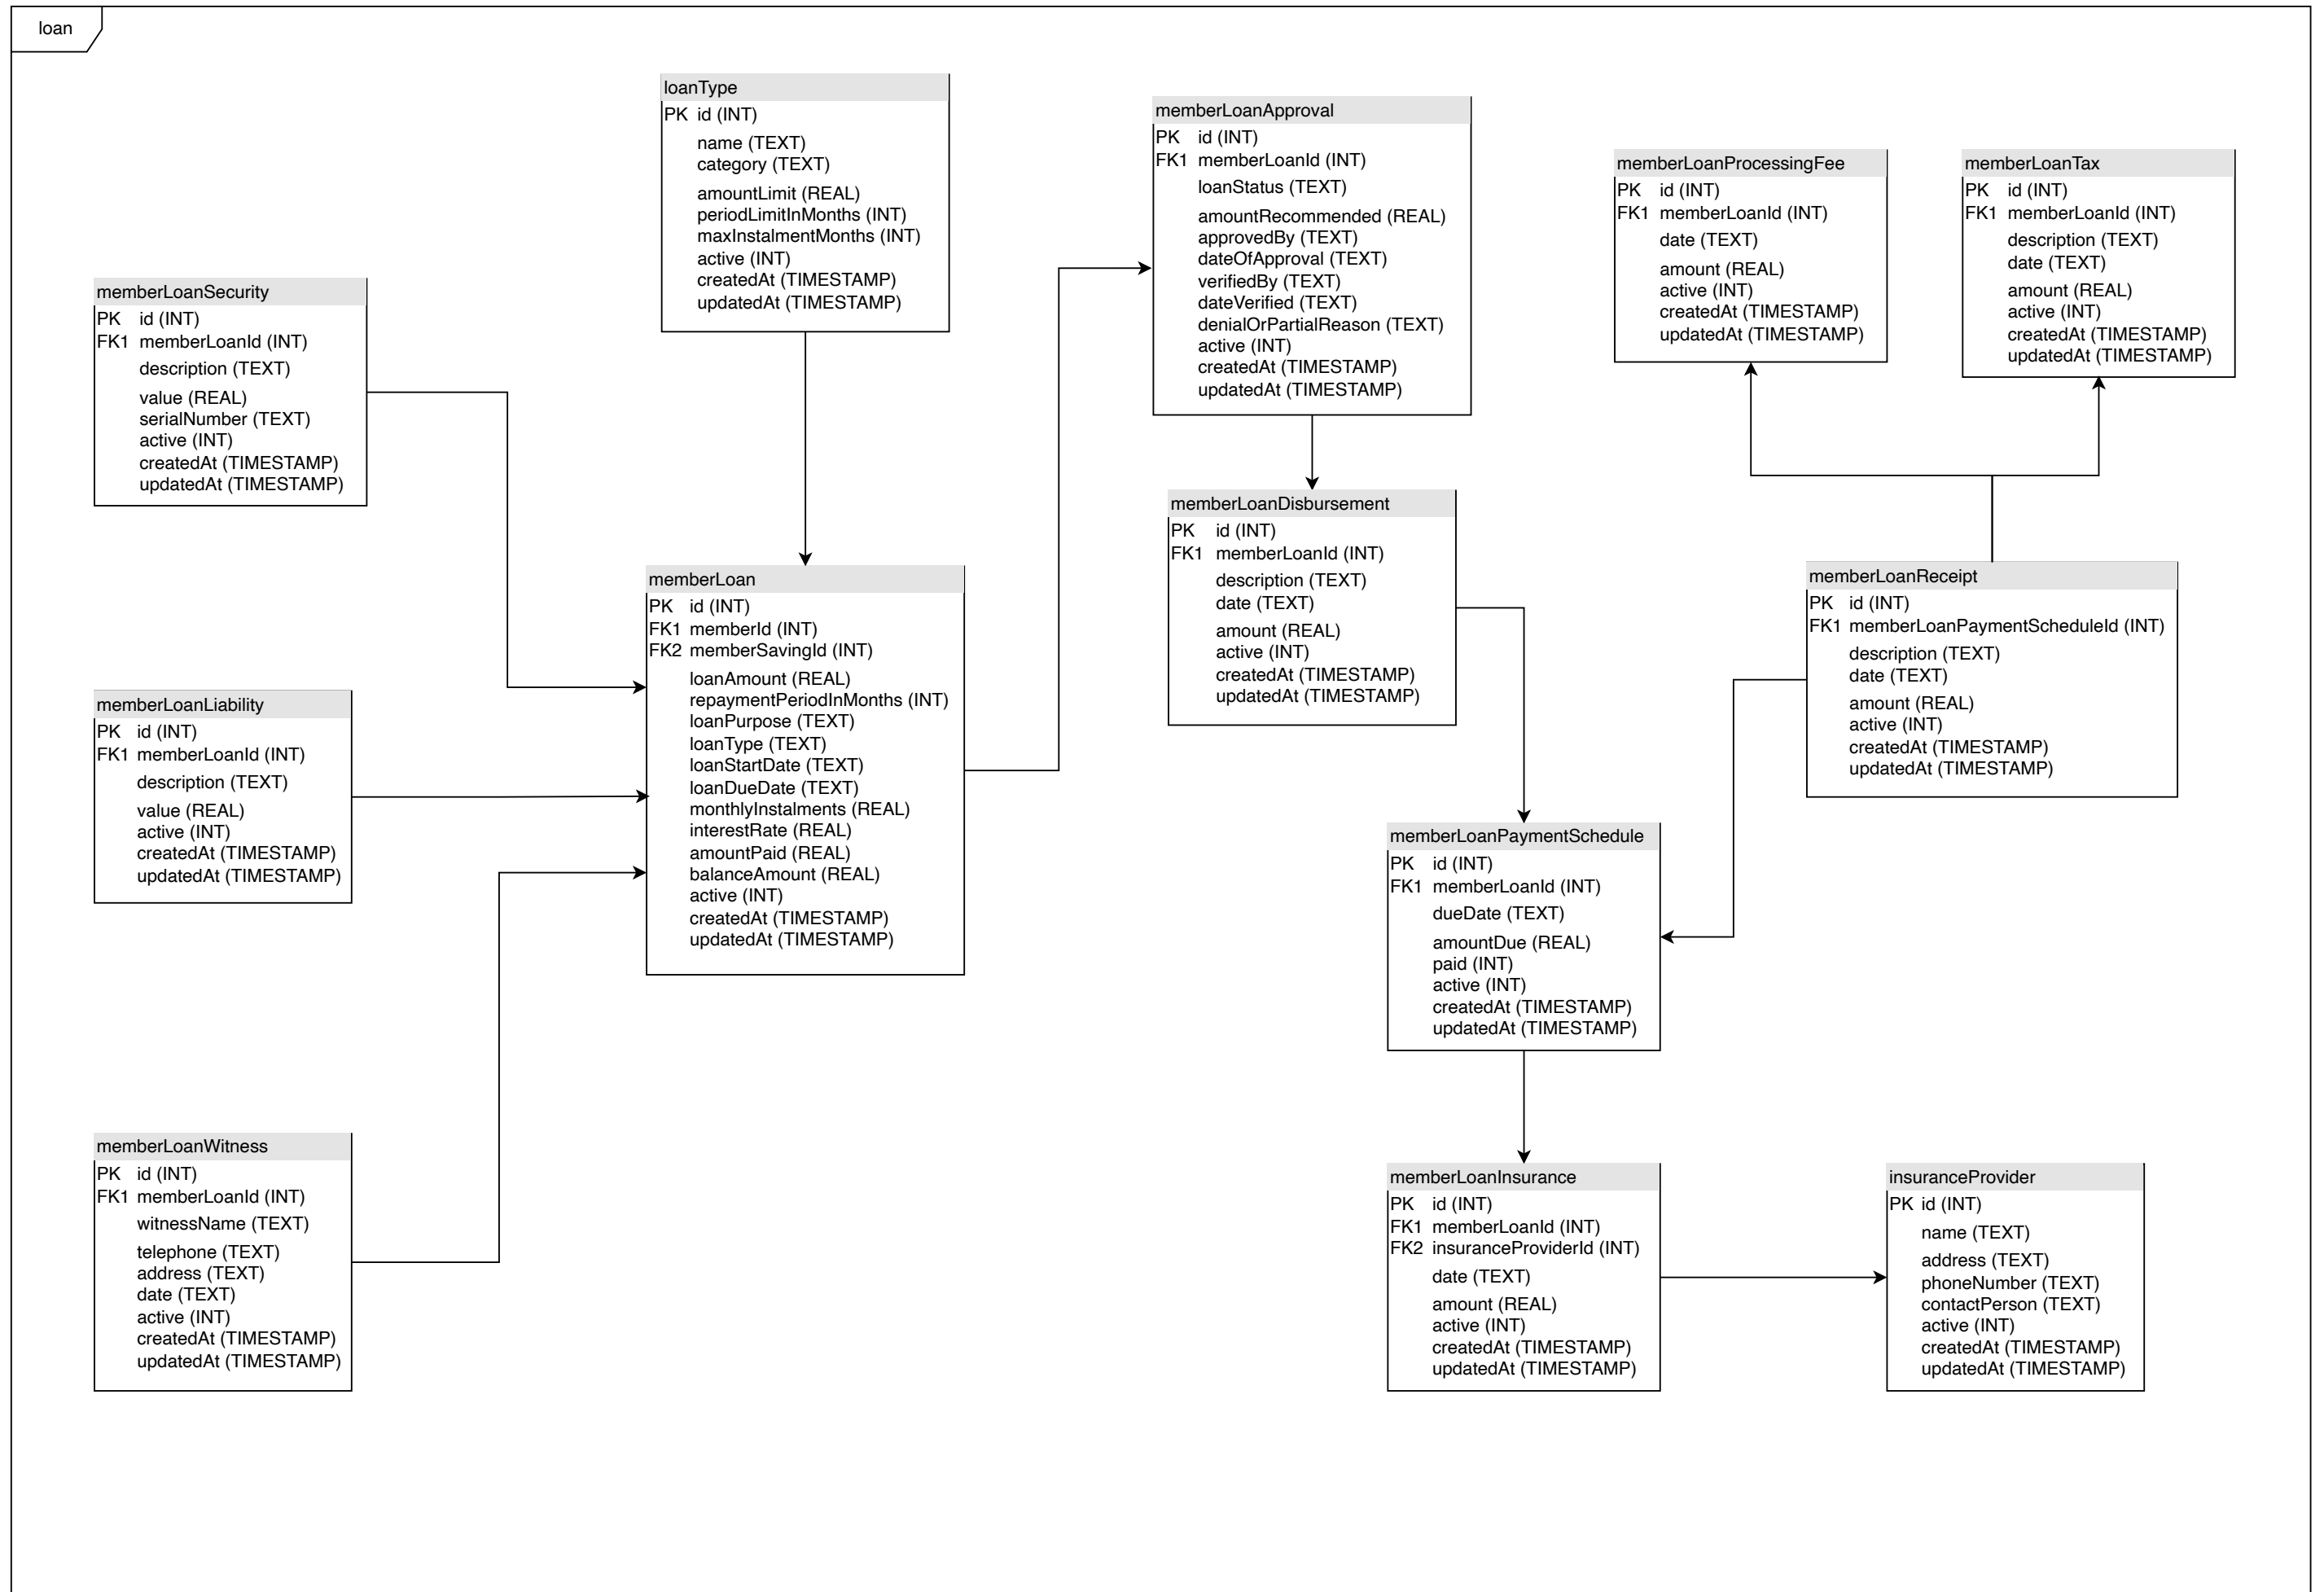 loan
loanType
PK id (INT)
name (TEXT)
category (TEXT)
amountLimit (REAL)
periodLimitInMonths (INT)
maxInstalmentMonths (INT)
active (INT)
createdAt (TIMESTAMP)
updatedAt (TIMESTAMP)
memberLoanApproval
PK id (INT)
FK1 memberLoanId (INT)
loanStatus (TEXT)
amountRecommended (REAL)
approvedBy (TEXT)
dateOfApproval (TEXT)
verifiedBy (TEXT)
dateVerified (TEXT)
denialOrPartialReason (TEXT)
active (INT)
createdAt (TIMESTAMP)
updatedAt (TIMESTAMP)
memberLoanProcessingFee
PK id (INT)
FK1 memberLoanId (INT)
date (TEXT)
amount (REAL)
active (INT)
createdAt (TIMESTAMP)
updatedAt (TIMESTAMP)
memberLoanTax
PK id (INT)
FK1 memberLoanId (INT)
description (TEXT)
date (TEXT)
amount (REAL)
active (INT)
createdAt (TIMESTAMP)
updatedAt (TIMESTAMP)
memberLoanSecurity
PK id (INT)
FK1 memberLoanId (INT)
description (TEXT)
value (REAL)
serialNumber (TEXT)
active (INT)
createdAt (TIMESTAMP)
updatedAt (TIMESTAMP)
memberLoanDisbursement
PK id (INT)
FK1 memberLoanId (INT)
description (TEXT)
date (TEXT)
amount (REAL)
active (INT)
createdAt (TIMESTAMP)
updatedAt (TIMESTAMP)
memberLoan
PK id (INT)
FK1 memberId (INT)
FK2 memberSavingId (INT)
loanAmount (REAL)
repaymentPeriodInMonths (INT)
loanPurpose (TEXT)
loanType (TEXT)
loanStartDate (TEXT)
loanDueDate (TEXT)
monthlyInstalments (REAL)
interestRate (REAL)
amountPaid (REAL)
balanceAmount (REAL)
active (INT)
createdAt (TIMESTAMP)
updatedAt (TIMESTAMP)
memberLoanReceipt
PK id (INT)
FK1 memberLoanPaymentScheduleId (INT)
description (TEXT)
date (TEXT)
amount (REAL)
active (INT)
createdAt (TIMESTAMP)
updatedAt (TIMESTAMP)
memberLoanLiability
PK id (INT)
FK1 memberLoanId (INT)
description (TEXT)
value (REAL)
active (INT)
createdAt (TIMESTAMP)
updatedAt (TIMESTAMP)
memberLoanPaymentSchedule
PK id (INT)
FK1 memberLoanId (INT)
dueDate (TEXT)
amountDue (REAL)
paid (INT)
active (INT)
createdAt (TIMESTAMP)
updatedAt (TIMESTAMP)
memberLoanWitness
PK id (INT)
FK1 memberLoanId (INT)
witnessName (TEXT)
telephone (TEXT)
address (TEXT)
date (TEXT)
active (INT)
createdAt (TIMESTAMP)
updatedAt (TIMESTAMP)
memberLoanInsurance
PK id (INT)
FK1 memberLoanId (INT)
FK2 insuranceProviderId (INT)
date (TEXT)
amount (REAL)
active (INT)
createdAt (TIMESTAMP)
updatedAt (TIMESTAMP)
insuranceProvider
PK id (INT)
name (TEXT)
address (TEXT)
phoneNumber (TEXT)
contactPerson (TEXT)
active (INT)
createdAt (TIMESTAMP)
updatedAt (TIMESTAMP)